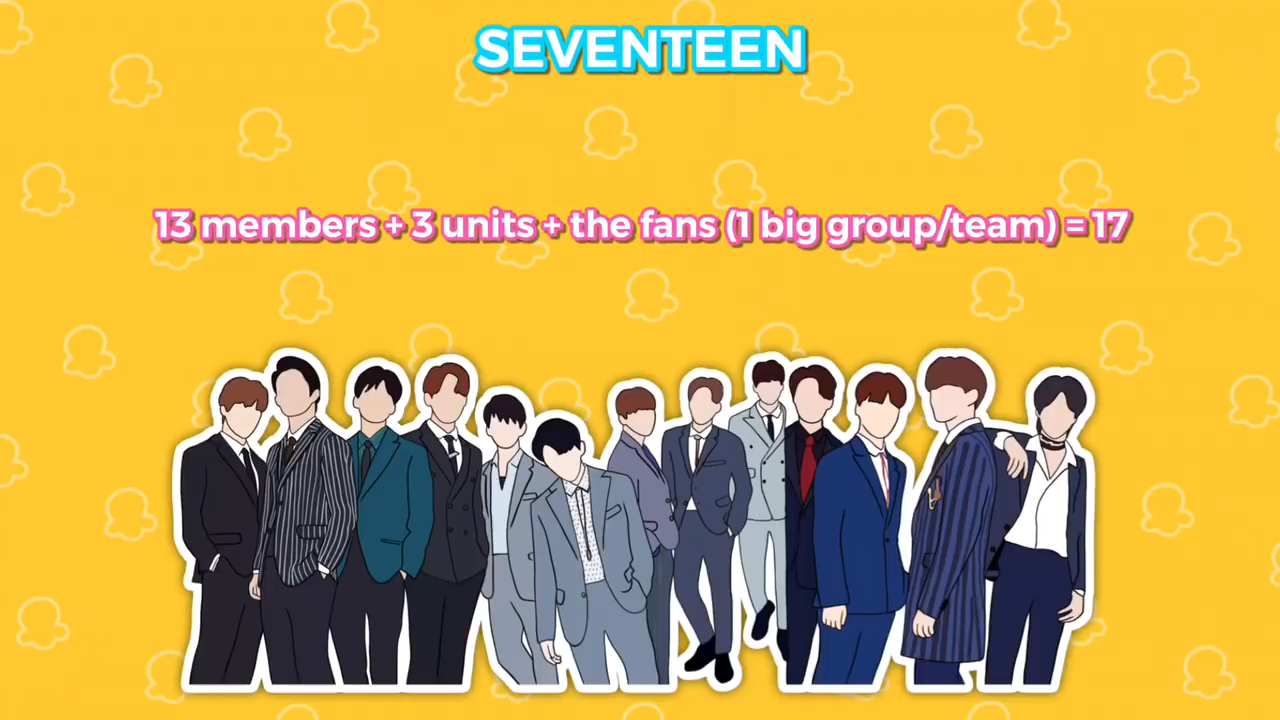 SEVENTEEN
13 members + 3 units + the fans (1 big group/team) = 17